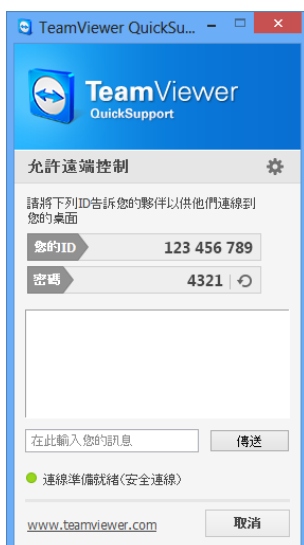 TeamViewer QuickSu...
TeamViewer
QuickSupport
允許遠端控制
請將下列ID告訴您的夥伴以供他們連線到
您的桌面
您的ID 123 456 789
密碼 4321
在此輸入您的訊息 傳送
連線準備就緒(安全連線)
www.teamviewer.com 取消